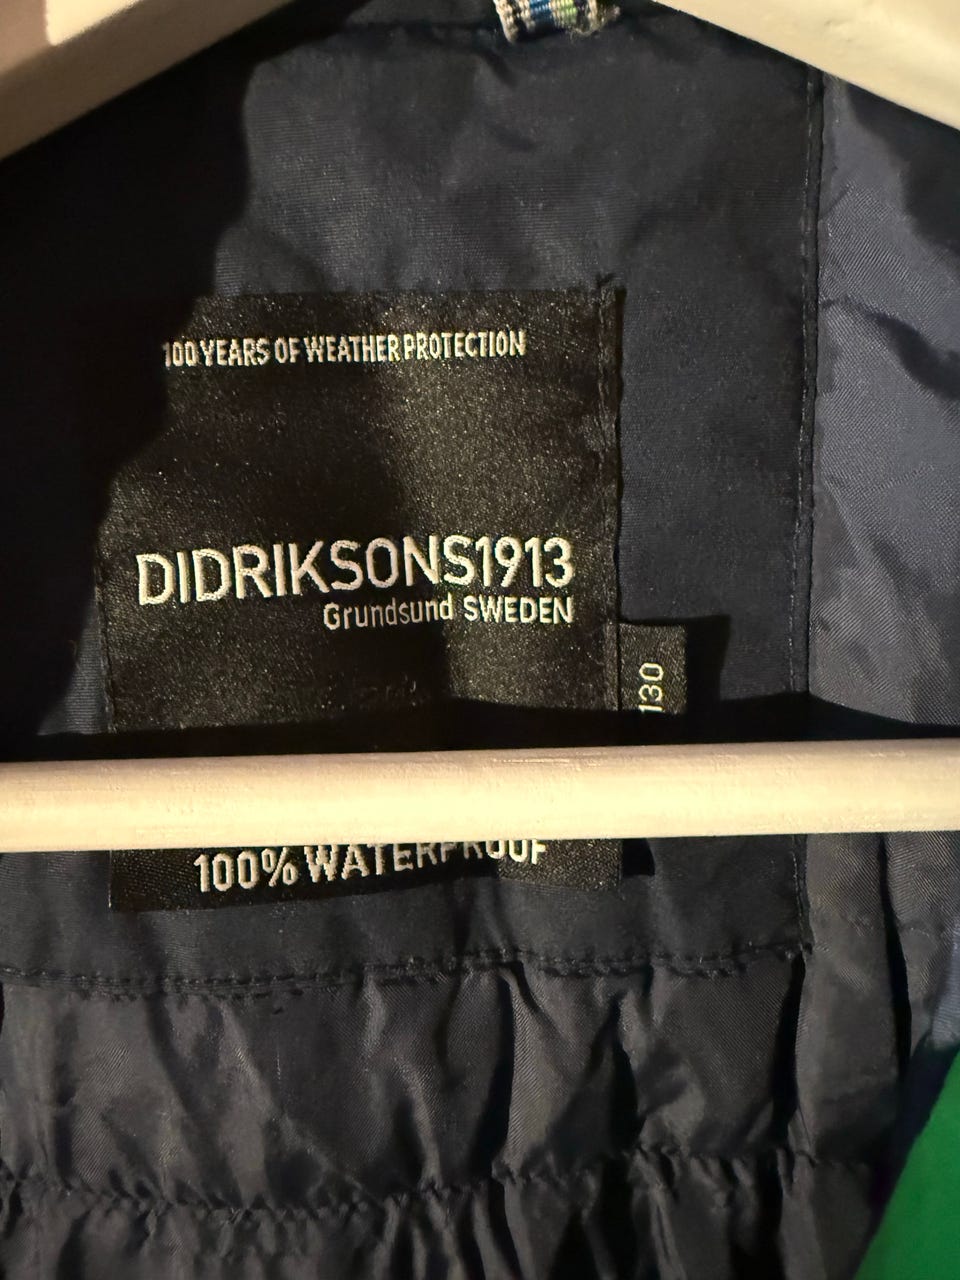 100 YEARS OF WEATHER PROTECTION
DIDRIKSONS1913
Grundsund SWEDEN
130
100% WATERPROOF